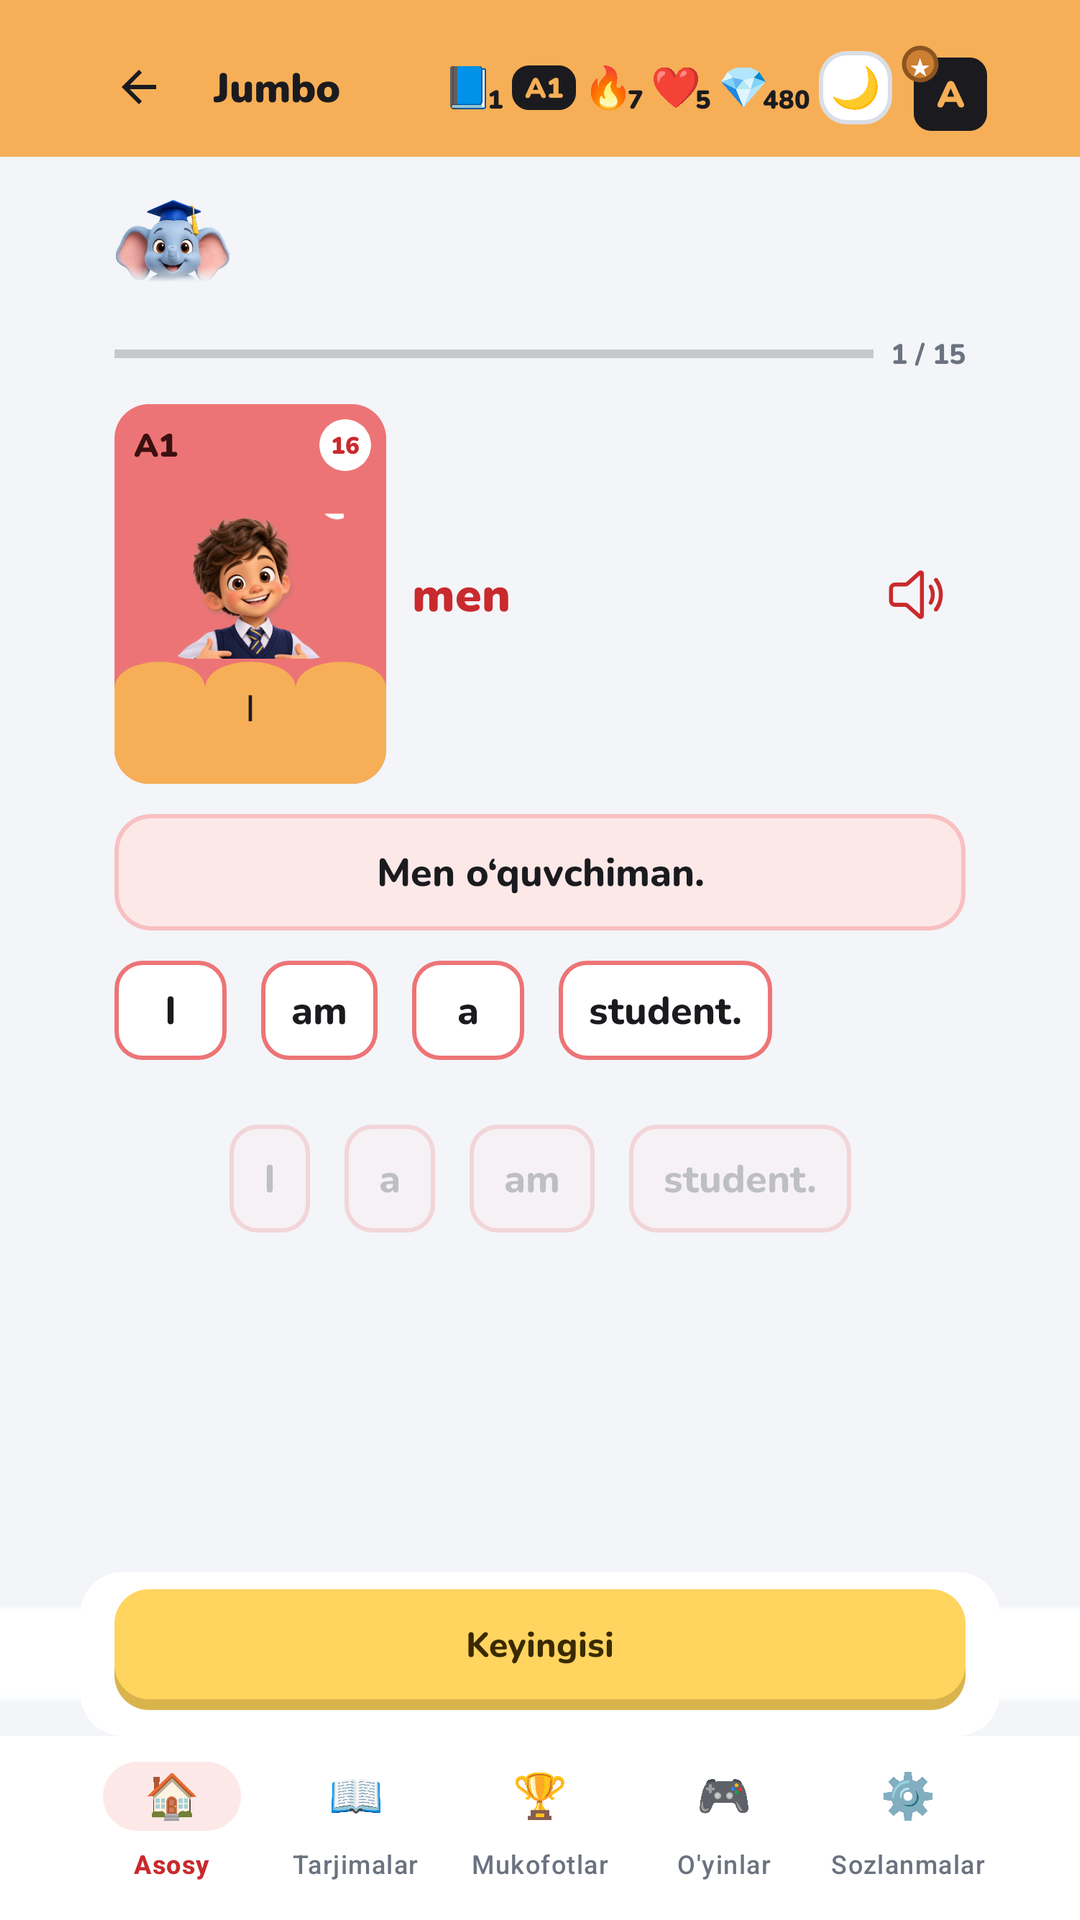 Jumbo
1
A1
7
5
480
A
1 / 15
A1
16
I
men
Men o‘quvchiman.
I am a student.
I a am student.
Keyingisi
Asosy Tarjimalar Mukofotlar O'yinlar Sozlanmalar